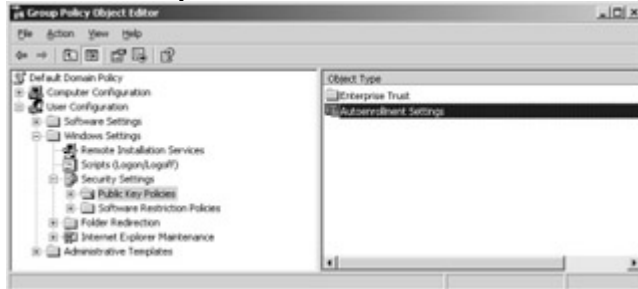 Group Policy Object Editor
File Action View Help
Default Domain Policy
Computer Configuration
User Configuration
Software Settings
Windows Settings
Remote Installation Services
Scripts (Logon/Logoff)
Security Settings
Public Key Policies
Software Restriction Policies
Folder Redirection
Internet Explorer Maintenance
Administrative Templates
Object Type
Enterprise Trust
Autoenrollment Settings